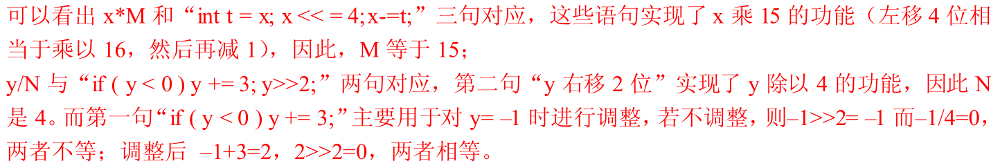 可以看出 x*M 和“int t = x; x << = 4;x-=t;”三句对应，这些语句实现了 x 乘 15 的功能（左移 4 位相
当于乘以 16，然后再减 1），因此，M 等于 15；
y/N 与“if ( y < 0 ) y += 3; y>>2;”两句对应，第二句“y 右移 2 位”实现了 y 除以 4 的功能，因此 N
是 4。而第一句“if ( y < 0 ) y += 3;”主要用于对 y= –1 时进行调整，若不调整，则–1>>2= –1 而–1/4=0，
两者不等；调整后 –1+3=2，2>>2=0，两者相等。